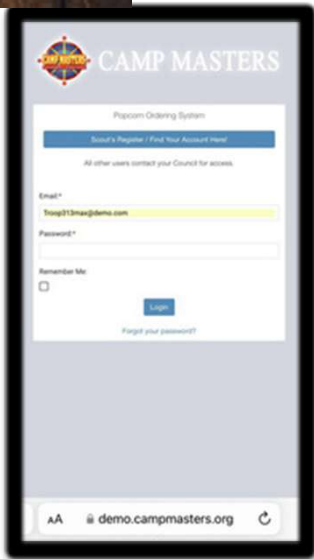 CAMP MASTERS
CAMP MASTERS
Popcorn Ordering System
Scout's Register / Find Your Account Here!
All other users contact your Council for access.
Email:*
Troop313max@demo.com
Password:*
Remember Me:
Login
Forgot your password?
AA demo.campmasters.org